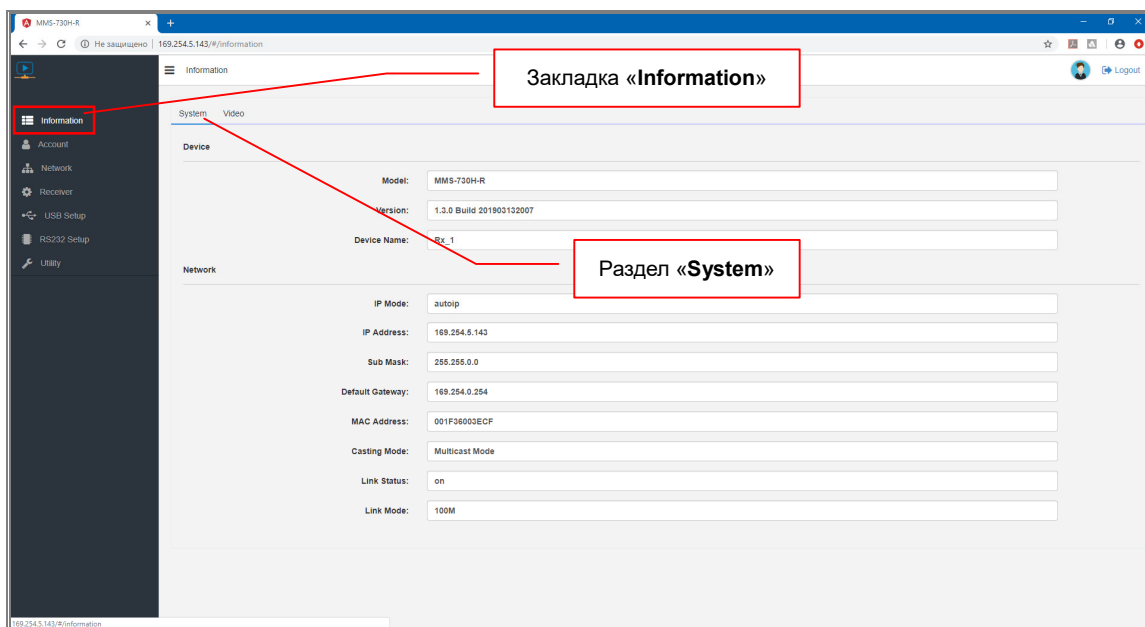 MMS-730H-R
Не защищено | 169.254.5.143/#/information
Information
Logout
Закладка «Information»
Information
Account
Network
Receiver
USB Setup
RS232 Setup
Utility
System Video
Device
Model: MMS-730H-R
Version: 1.3.0 Build 201903132007
Device Name: Rx_1
Раздел «System»
Network
IP Mode: autoip
IP Address: 169.254.5.143
Sub Mask: 255.255.0.0
Default Gateway: 169.254.0.254
MAC Address: 001F36003ECF
Casting Mode: Multicast Mode
Link Status: on
Link Mode: 100M
169.254.5.143/#/information